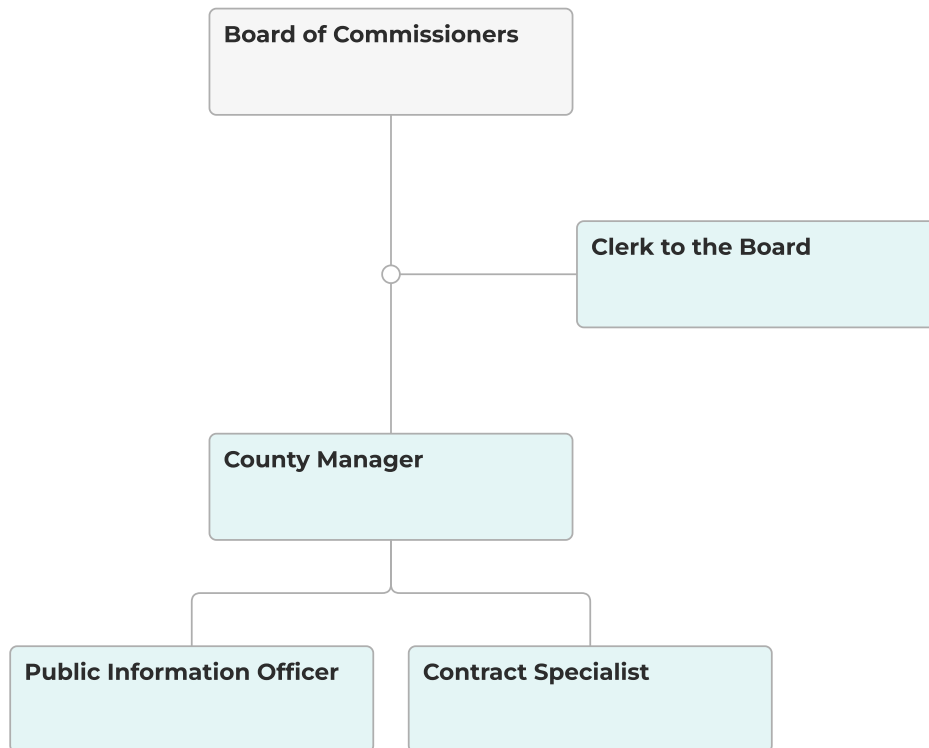 Board of Commissioners
Clerk to the Board
County Manager
Public Information Officer
Contract Specialist